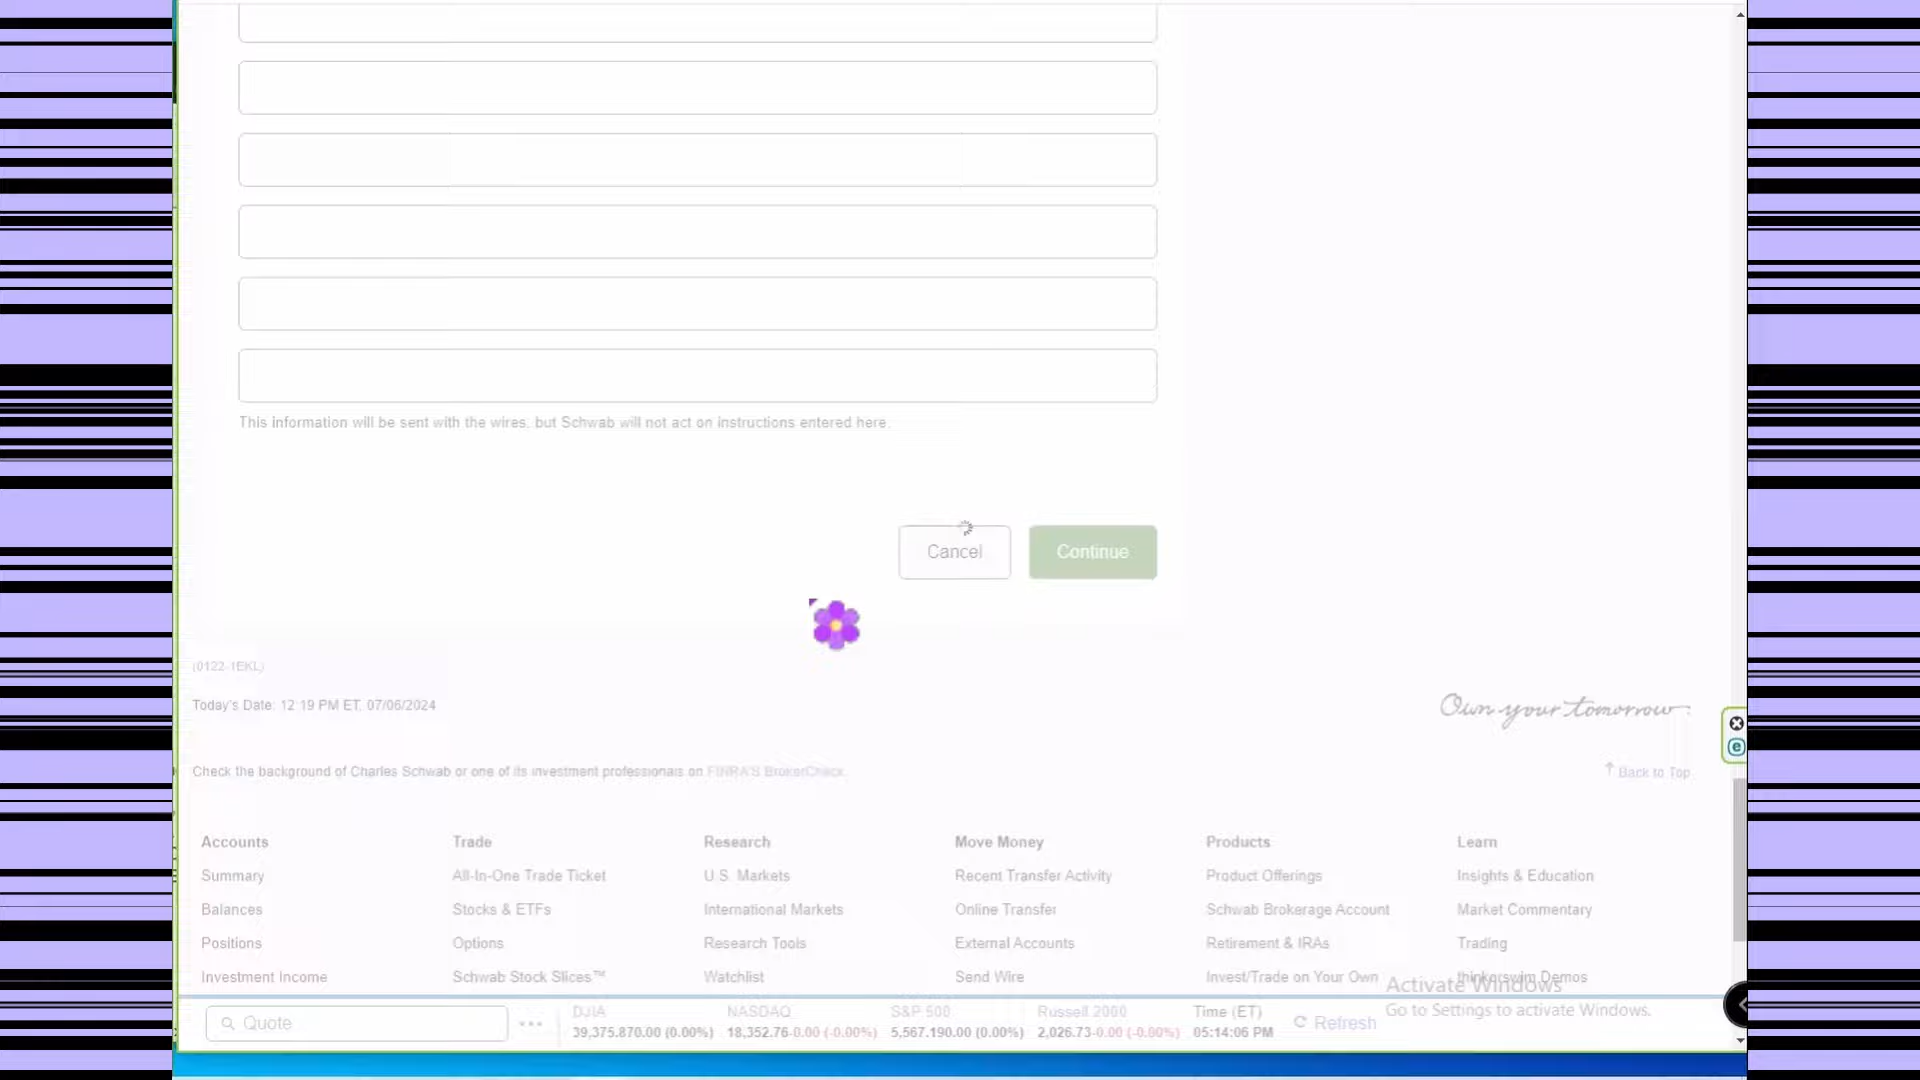 This information will be sent with the wires, but Schwab will not act on instructions entered here.
Cancel
Continue
(0122-1EKL)
Today's Date: 12:19 PM ET, 07/06/2024
Own your tomorrow
Check the background of Charles Schwab or one of its investment professionals on FINRA'S BrokerCheck.
Back to Top
Accounts Trade Research Move Money Products Learn
Summary All-In-One Trade Ticket U.S. Markets Recent Transfer Activity Product Offerings Insights & Education
Balances Stocks & ETFs International Markets Online Transfer Schwab Brokerage Account Market Commentary
Positions Options Research Tools External Accounts Retirement & IRAs Trading
Investment Income Schwab Stock Slices™ Watchlist Send Wire Invest/Trade on Your Own thinkorswim Demos
Activate Windows
Go to Settings to activate Windows.
Quote
DJIA NASDAQ S&P 500 Russell 2000 Time (ET)
39,375.870.00 (0.00%) 18,352.76-0.00 (-0.00%) 5,567.190.00 (0.00%) 2,026.73-0.00 (-0.00%) 05:14:06 PM
Refresh